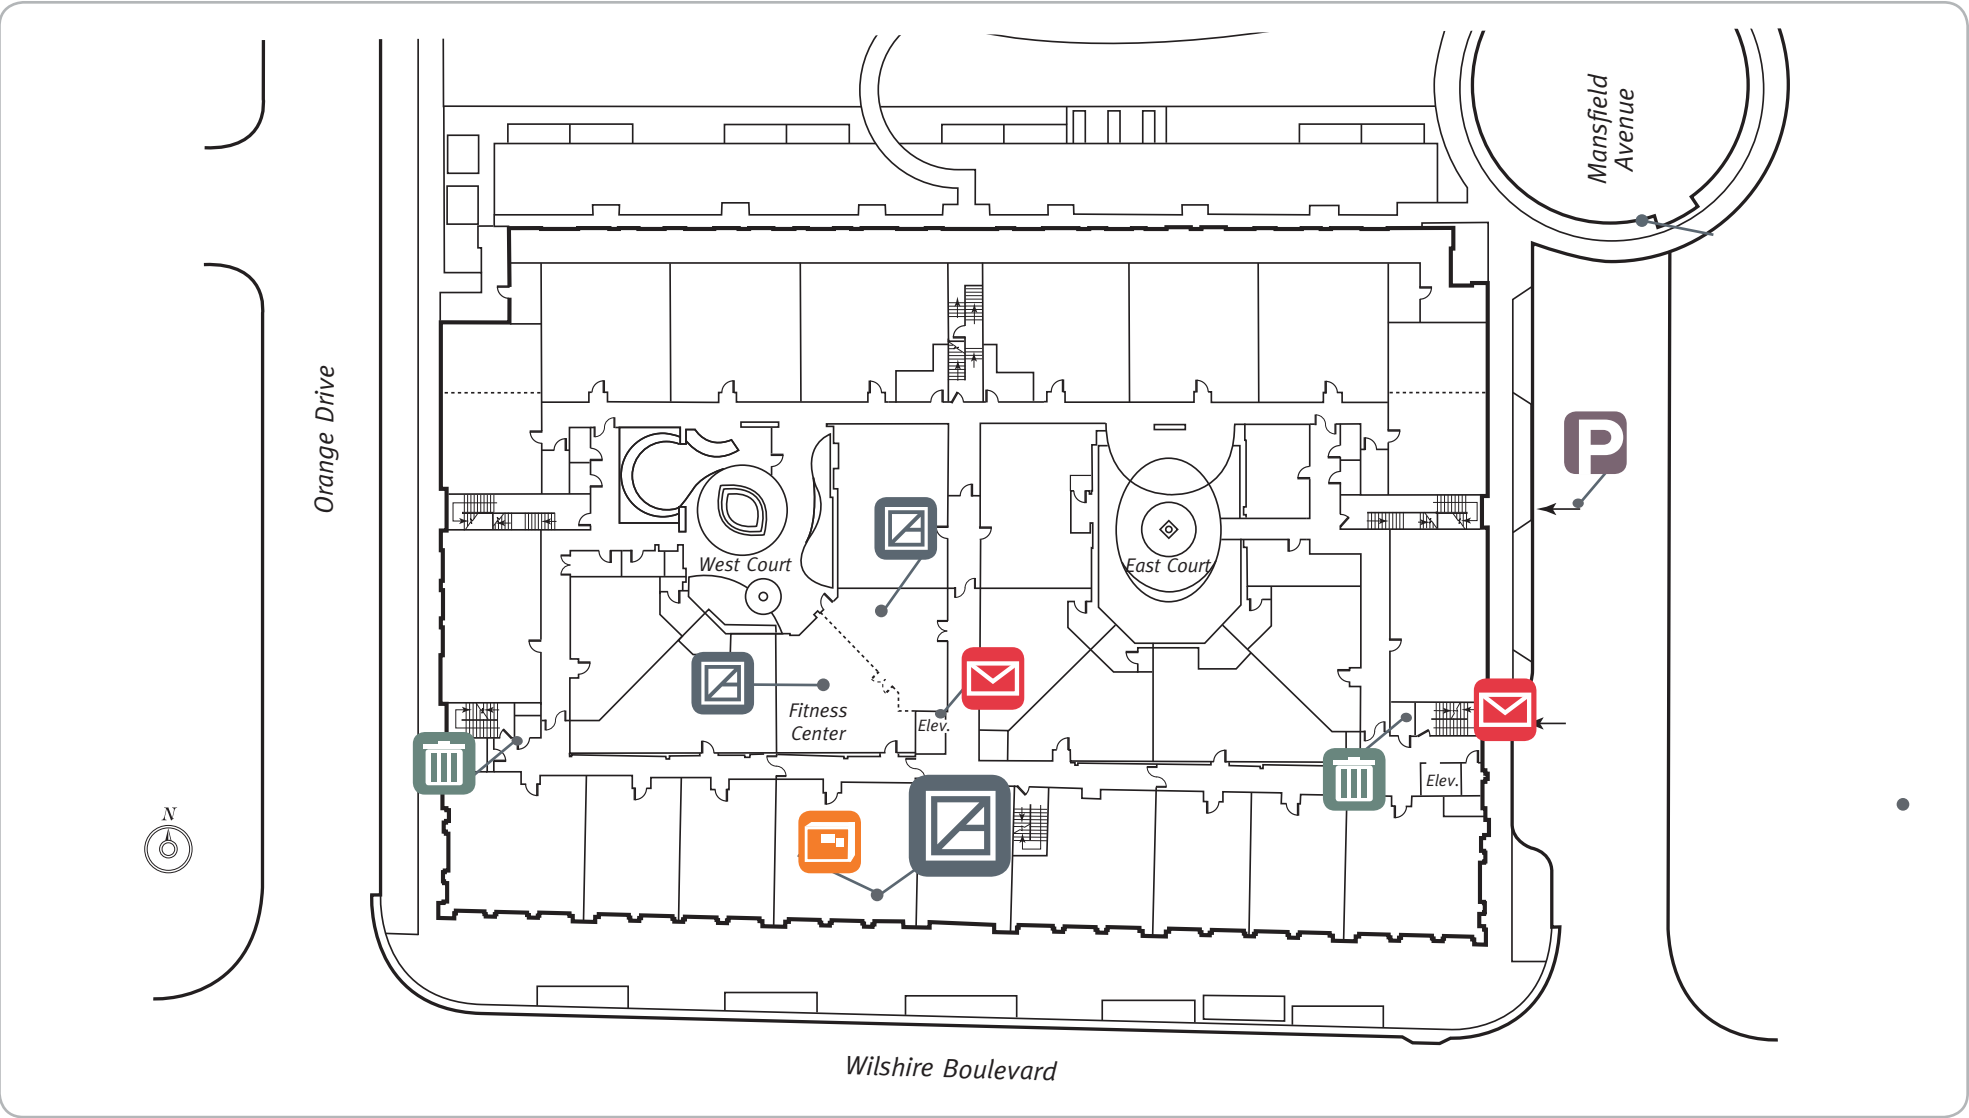 Mansfield
Avenue
Orange Drive
P
West Court
East Court
Fitness
Center
Elev.
Elev.
N
Wilshire Boulevard